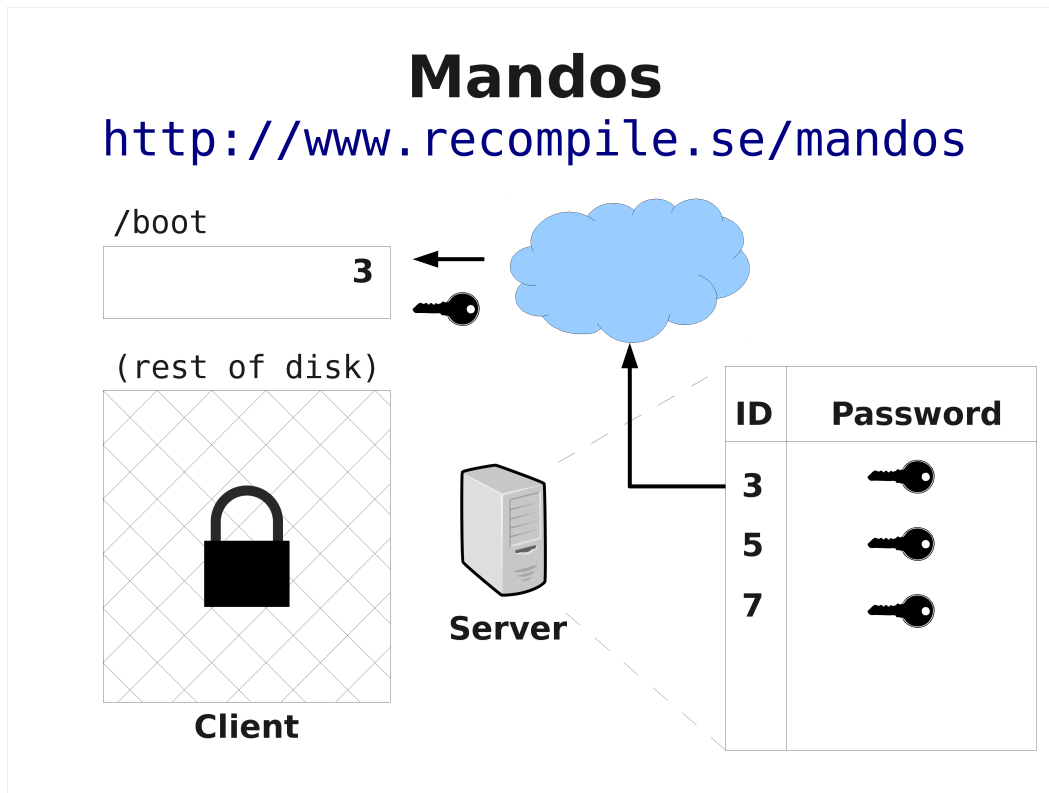 Mandos
http://www.recompile.se/mandos
/boot
3
(rest of disk)
Client
Server
ID Password
3
5
7